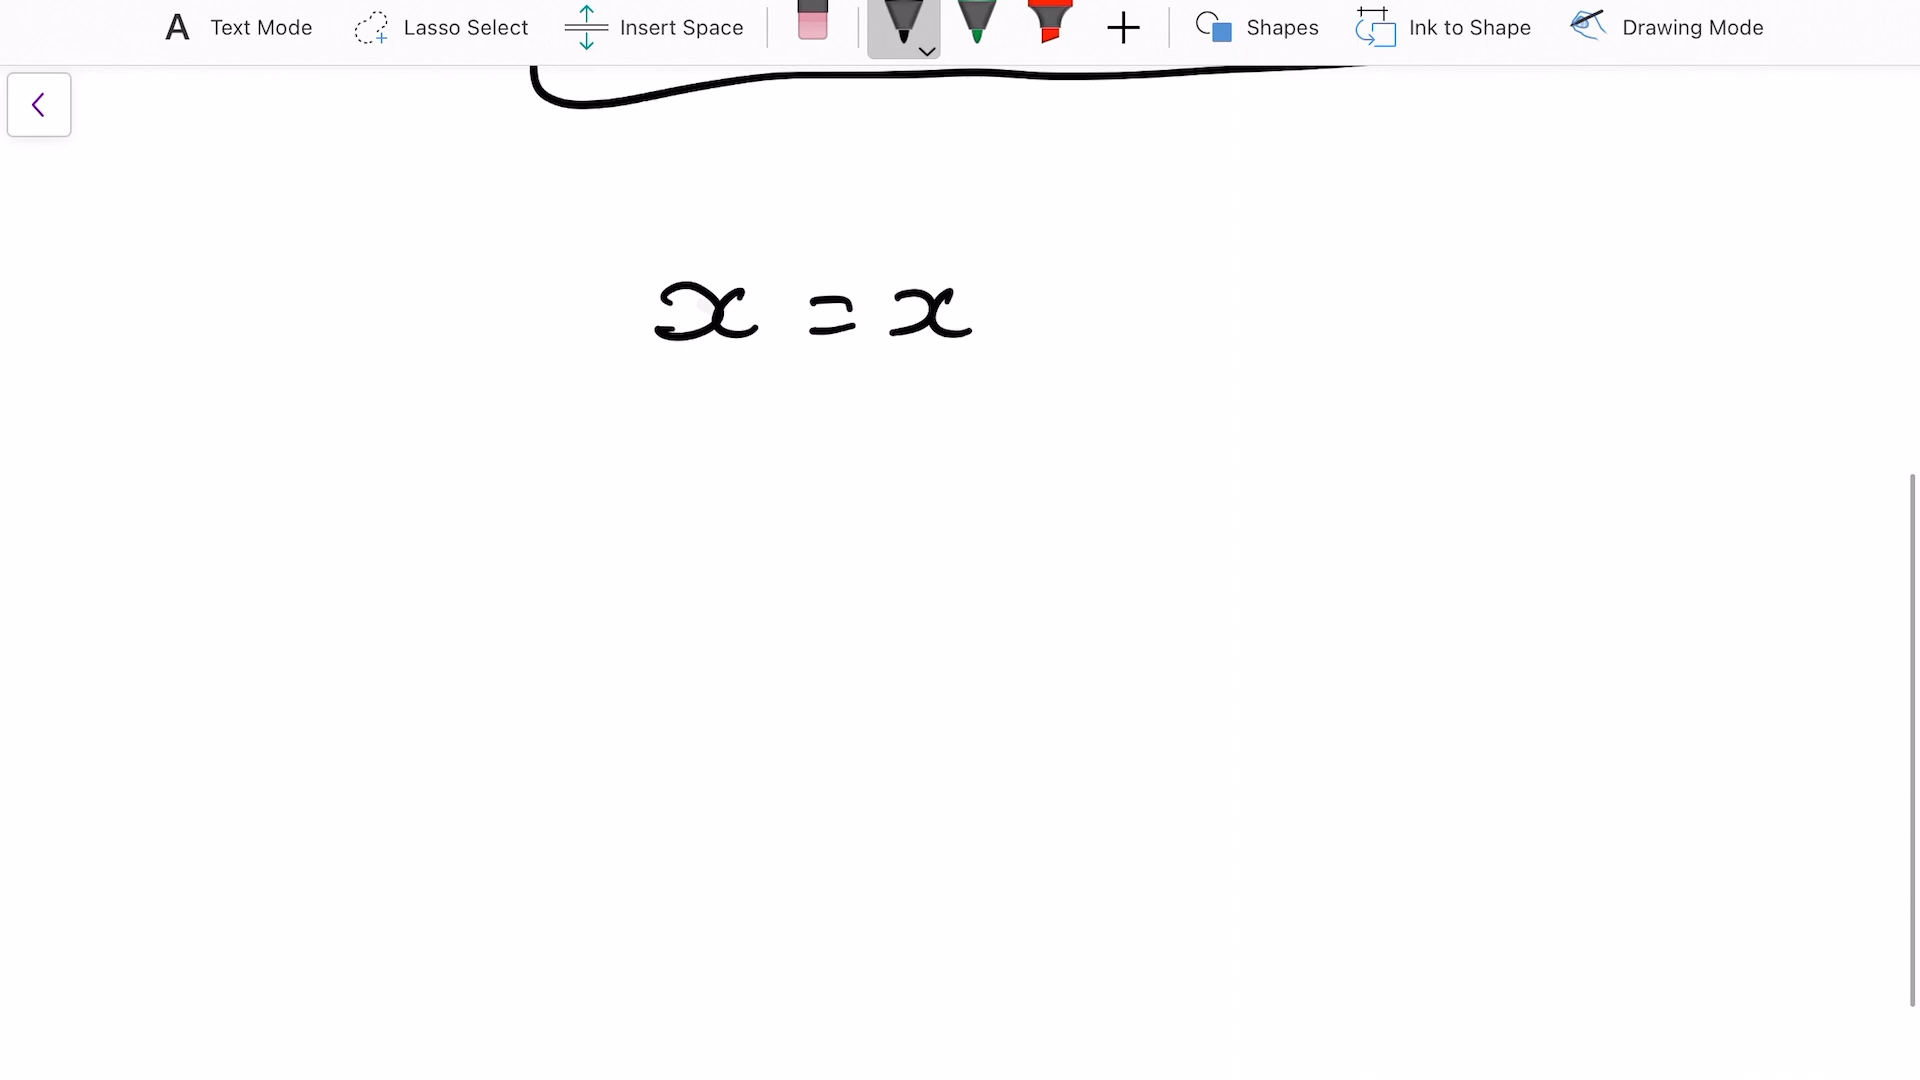 A Text Mode Lasso Select Insert Space Shapes Ink to Shape Drawing Mode
x = x